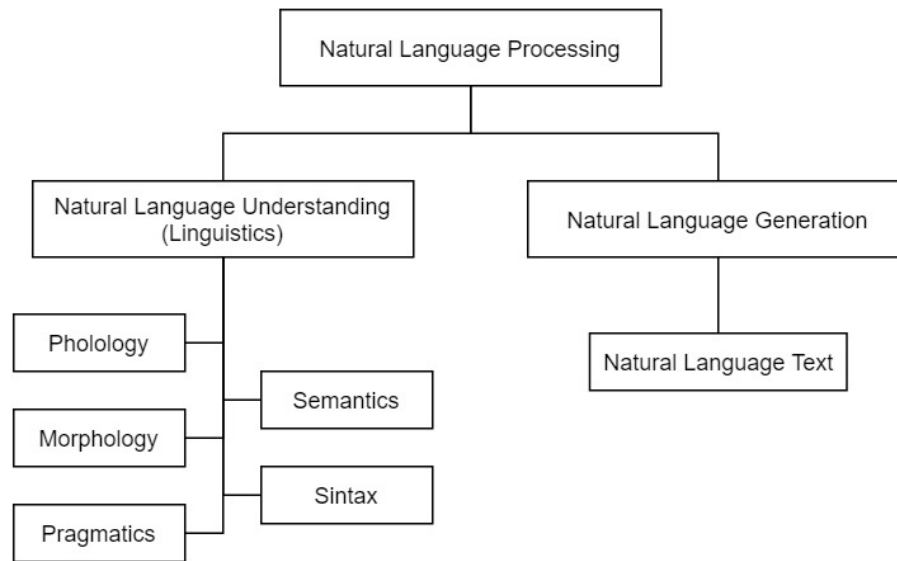 Natural Language Processing
Natural Language Understanding
(Linguistics)
Natural Language Generation
Pholology
Natural Language Text
Semantics
Morphology
Sintax
Pragmatics